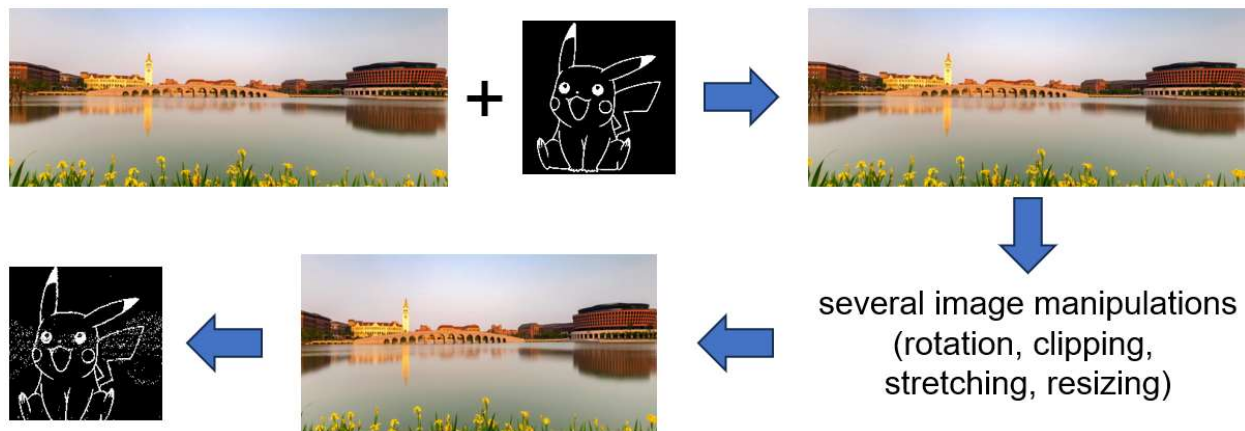 +
several image manipulations
(rotation, clipping,
stretching, resizing)